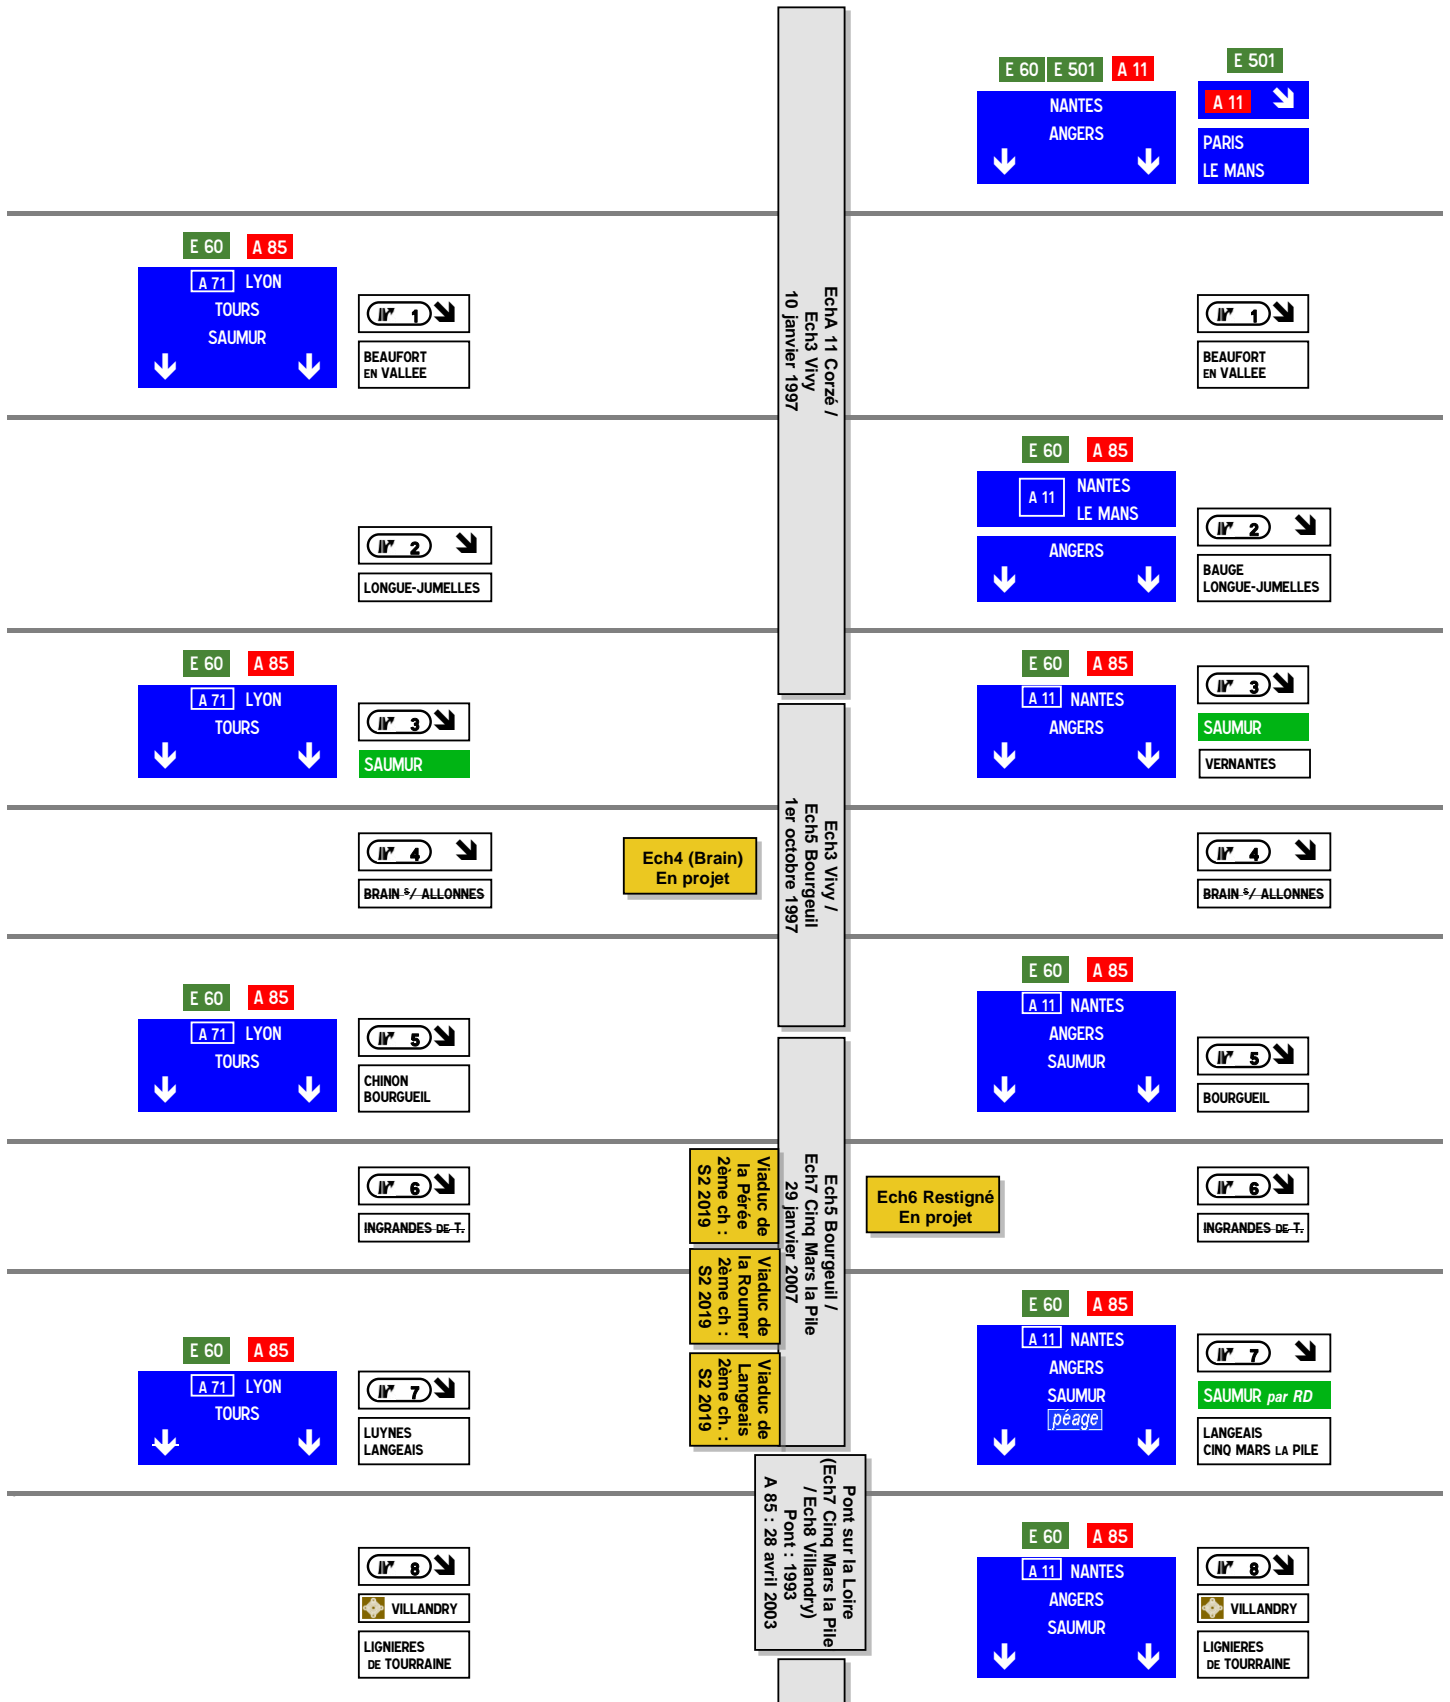 E 60 E 501 A 11
NANTES
ANGERS
E 501
A 11
PARIS
LE MANS
EchA 11 Corzé /
Ech3 Vivy
10 janvier 1997
E 60 A 85
A 71 LYON
TOURS
SAUMUR
1
BEAUFORT
EN VALLEE
1
BEAUFORT
EN VALLEE
2
LONGUE-JUMELLES
E 60 A 85
A 11 NANTES
LE MANS
ANGERS
2
BAUGE
LONGUE-JUMELLES
E 60 A 85
A 71 LYON
TOURS
3
SAUMUR
E 60 A 85
A 11 NANTES
ANGERS
3
SAUMUR
VERNANTES
Ech3 Vivy /
Ech5 Bourgeuil
1er octobre 1997
4
BRAIN S/ ALLONNES
Ech4 (Brain)
En projet
4
BRAIN S/ ALLONNES
E 60 A 85
A 71 LYON
TOURS
5
CHINON
BOURGUEIL
E 60 A 85
A 11 NANTES
ANGERS
SAUMUR
5
BOURGUEIL
Ech5 Bourgeuil /
Ech7 Cinq Mars la Pile
29 janvier 2007
6
INGRANDES DE T.
Viaduc de
la Pérée
2ème ch :
S2 2019
Ech6 Restigné
En projet
6
INGRANDES DE T.
Viaduc de
la Roumer
2ème ch :
S2 2019
E 60 A 85
A 71 LYON
TOURS
7
LUYNES
LANGEAIS
Viaduc de
Langeais
2ème ch. :
S2 2019
E 60 A 85
A 11 NANTES
ANGERS
SAUMUR
péage
7
SAUMUR par RD
LANGEAIS
CINQ MARS LA PILE
Pont sur la Loire
(Ech7 Cinq Mars la Pile
/ Ech8 Villandry)
Pont : 1993
A 85 : 28 avril 2003
8
VILLANDRY
LIGNIERES
DE TOURRAINE
E 60 A 85
A 11 NANTES
ANGERS
SAUMUR
8
VILLANDRY
LIGNIERES
DE TOURRAINE